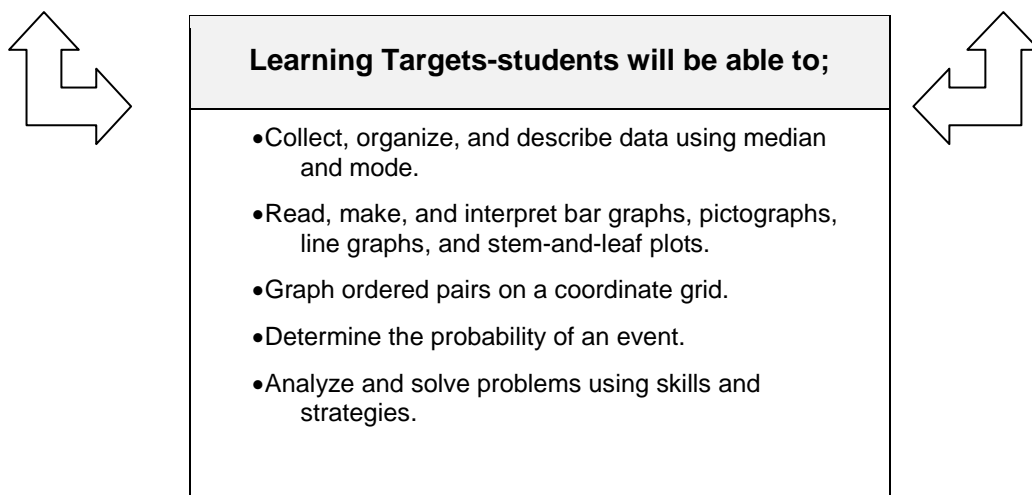 Learning Targets-students will be able to;
•Collect, organize, and describe data using median
and mode.
•Read, make, and interpret bar graphs, pictographs,
line graphs, and stem-and-leaf plots.
•Graph ordered pairs on a coordinate grid.
•Determine the probability of an event.
•Analyze and solve problems using skills and
strategies.